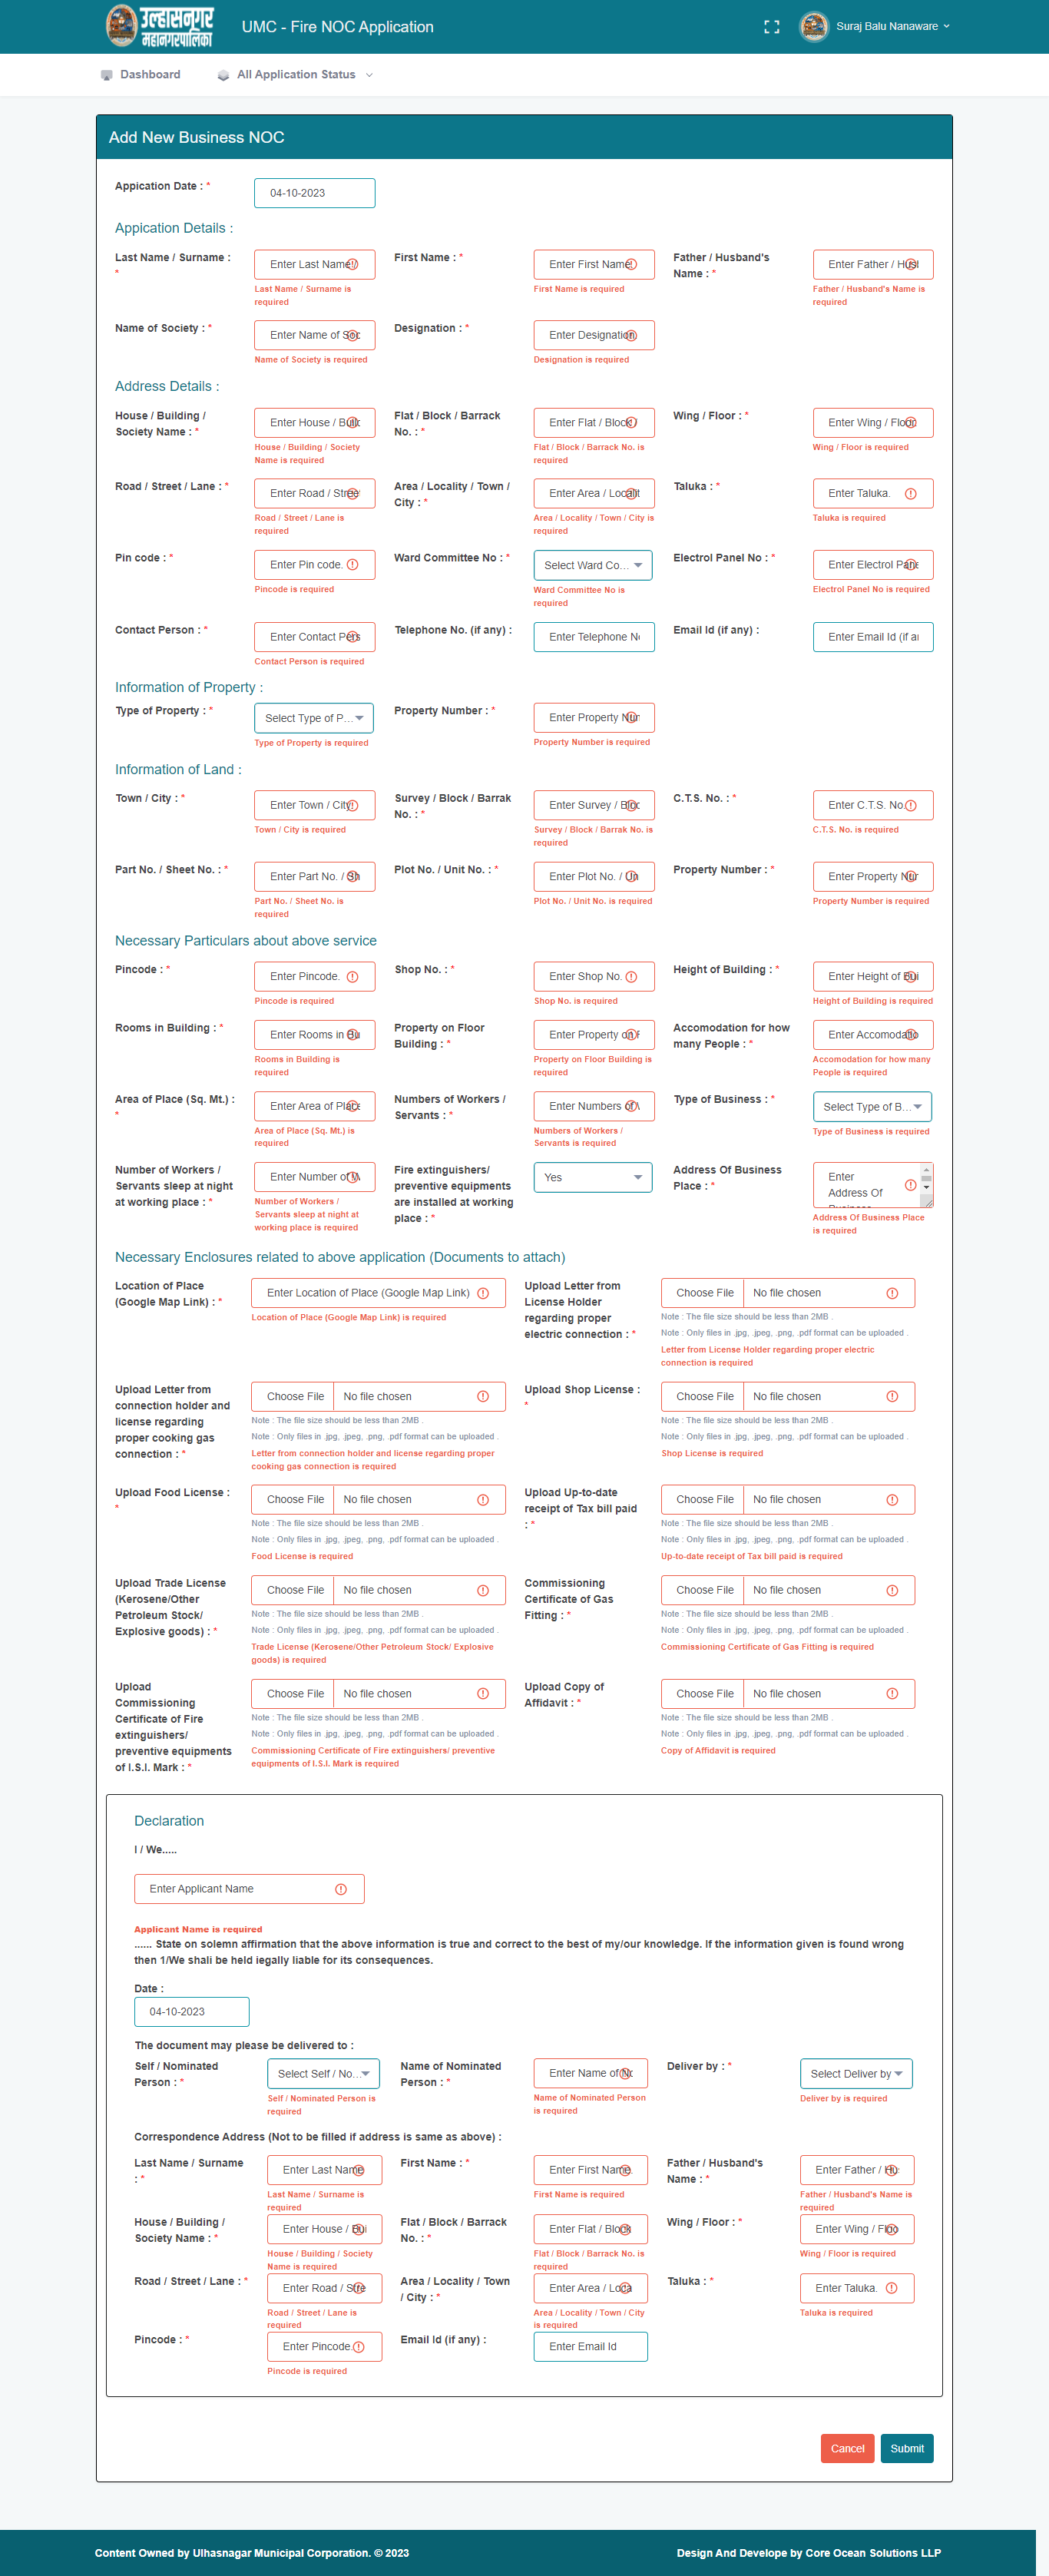 उल्हासनगर
महानगरपालिका
UMC - Fire NOC Application
Suraj Balu Nanaware
Dashboard
All Application Status
Add New Business NOC
Appication Date : *
04-10-2023
Appication Details :
Last Name / Surname :
*
Enter Last Name
Last Name / Surname is
required
First Name : *
Enter First Name
First Name is required
Father / Husband's
Name : *
Enter Father / Hus
Father / Husband's Name is
required
Name of Society : *
Enter Name of Soc
Name of Society is required
Designation : *
Enter Designation
Designation is required
Address Details :
House / Building /
Society Name : *
Enter House / Buil
House / Building / Society
Name is required
Flat / Block / Barrack
No. : *
Enter Flat / Block /
Flat / Block / Barrack No. is
required
Wing / Floor : *
Enter Wing / Floor
Wing / Floor is required
Road / Street / Lane : *
Enter Road / Stree
Road / Street / Lane is
required
Area / Locality / Town /
City : *
Enter Area / Localit
Area / Locality / Town / City is
required
Taluka : *
Enter Taluka.
Taluka is required
Pin code : *
Enter Pin code.
Pincode is required
Ward Committee No : *
Select Ward Co...
Ward Committee No is
required
Electrol Panel No : *
Enter Electrol Pane
Electrol Panel No is required
Contact Person : *
Enter Contact Pers
Contact Person is required
Telephone No. (if any) :
Enter Telephone No
Email Id (if any) :
Enter Email Id (if a
Information of Property :
Type of Property : *
Select Type of P...
Type of Property is required
Property Number : *
Enter Property Num
Property Number is required
Information of Land :
Town / City : *
Enter Town / City
Town / City is required
Survey / Block / Barrak
No. : *
Enter Survey / Bloc
Survey / Block / Barrak No. is
required
C.T.S. No. : *
Enter C.T.S. No.
C.T.S. No. is required
Part No. / Sheet No. : *
Enter Part No. / Sh
Part No. / Sheet No. is
required
Plot No. / Unit No. : *
Enter Plot No. / Un
Plot No. / Unit No. is required
Property Number : *
Enter Property Num
Property Number is required
Necessary Particulars about above service
Pincode : *
Enter Pincode.
Pincode is required
Shop No. : *
Enter Shop No.
Shop No. is required
Height of Building : *
Enter Height of Bui
Height of Building is required
Rooms in Building : *
Enter Rooms in Bu
Rooms in Building is
required
Property on Floor
Building : *
Enter Property on F
Property on Floor Building is
required
Accomodation for how
many People : *
Enter Accomodatio
Accomodation for how many
People is required
Area of Place (Sq. Mt.) :
*
Enter Area of Place
Area of Place (Sq. Mt.) is
required
Numbers of Workers /
Servants : *
Enter Numbers of W
Numbers of Workers /
Servants is required
Type of Business : *
Select Type of B...
Type of Business is required
Number of Workers /
Servants sleep at night
at working place : *
Enter Number of W
Number of Workers /
Servants sleep at night at
working place is required
Fire extinguishers/
preventive equipments
are installed at working
place : *
Yes
Address Of Business
Place : *
Enter
Address Of
Business
Address Of Business Place
is required
Necessary Enclosures related to above application (Documents to attach)
Location of Place
(Google Map Link) : *
Enter Location of Place (Google Map Link)
Location of Place (Google Map Link) is required
Upload Letter from
License Holder
regarding proper
electric connection : *
Choose File No file chosen
Note : The file size should be less than 2MB .
Note : Only files in .jpg, .jpeg, .png, .pdf format can be uploaded .
Letter from License Holder regarding proper electric
connection is required
Upload Letter from
connection holder and
license regarding
proper cooking gas
connection : *
Choose File No file chosen
Note : The file size should be less than 2MB .
Note : Only files in .jpg, .jpeg, .png, .pdf format can be uploaded .
Letter from connection holder and license regarding proper
cooking gas connection is required
Upload Shop License :
*
Choose File No file chosen
Note : The file size should be less than 2MB .
Note : Only files in .jpg, .jpeg, .png, .pdf format can be uploaded .
Shop License is required
Upload Food License :
*
Choose File No file chosen
Note : The file size should be less than 2MB .
Note : Only files in .jpg, .jpeg, .png, .pdf format can be uploaded .
Food License is required
Upload Up-to-date
receipt of Tax bill paid
: *
Choose File No file chosen
Note : The file size should be less than 2MB .
Note : Only files in .jpg, .jpeg, .png, .pdf format can be uploaded .
Up-to-date receipt of Tax bill paid is required
Upload Trade License
(Kerosene/Other
Petroleum Stock/
Explosive goods) : *
Choose File No file chosen
Note : The file size should be less than 2MB .
Note : Only files in .jpg, .jpeg, .png, .pdf format can be uploaded .
Trade License (Kerosene/Other Petroleum Stock/ Explosive
goods) is required
Commissioning
Certificate of Gas
Fitting : *
Choose File No file chosen
Note : The file size should be less than 2MB .
Note : Only files in .jpg, .jpeg, .png, .pdf format can be uploaded .
Commissioning Certificate of Gas Fitting is required
Upload
Commissioning
Certificate of Fire
extinguishers/
preventive equipments
of I.S.I. Mark : *
Choose File No file chosen
Note : The file size should be less than 2MB .
Note : Only files in .jpg, .jpeg, .png, .pdf format can be uploaded .
Commissioning Certificate of Fire extinguishers/ preventive
equipments of I.S.I. Mark is required
Upload Copy of
Affidavit : *
Choose File No file chosen
Note : The file size should be less than 2MB .
Note : Only files in .jpg, .jpeg, .png, .pdf format can be uploaded .
Copy of Affidavit is required
Declaration
I / We.....
Enter Applicant Name
Applicant Name is required
...... State on solemn affirmation that the above information is true and correct to the best of my/our knowledge. If the information given is found wrong
then 1/We shali be held iegally liable for its consequences.
Date :
04-10-2023
The document may please be delivered to :
Self / Nominated
Person : *
Select Self / No...
Self / Nominated Person is
required
Name of Nominated
Person : *
Enter Name of No
Name of Nominated Person
is required
Deliver by : *
Select Deliver by
Deliver by is required
Correspondence Address (Not to be filled if address is same as above) :
Last Name / Surname
: *
Enter Last Name
Last Name / Surname is
required
First Name : *
Enter First Name.
First Name is required
Father / Husband's
Name : *
Enter Father / Hu
Father / Husband's Name is
required
House / Building /
Society Name : *
Enter House / Bui
House / Building / Society
Name is required
Flat / Block / Barrack
No. : *
Enter Flat / Block
Flat / Block / Barrack No. is
required
Wing / Floor : *
Enter Wing / Floo
Wing / Floor is required
Road / Street / Lane : *
Enter Road / Stre
Road / Street / Lane is
required
Area / Locality / Town
/ City : *
Enter Area / Loca
Area / Locality / Town / City
is required
Taluka : *
Enter Taluka.
Taluka is required
Pincode : *
Enter Pincode.
Pincode is required
Email Id (if any) :
Enter Email Id
Cancel
Submit
Content Owned by Ulhasnagar Municipal Corporation. © 2023
Design And Develope by Core Ocean Solutions LLP